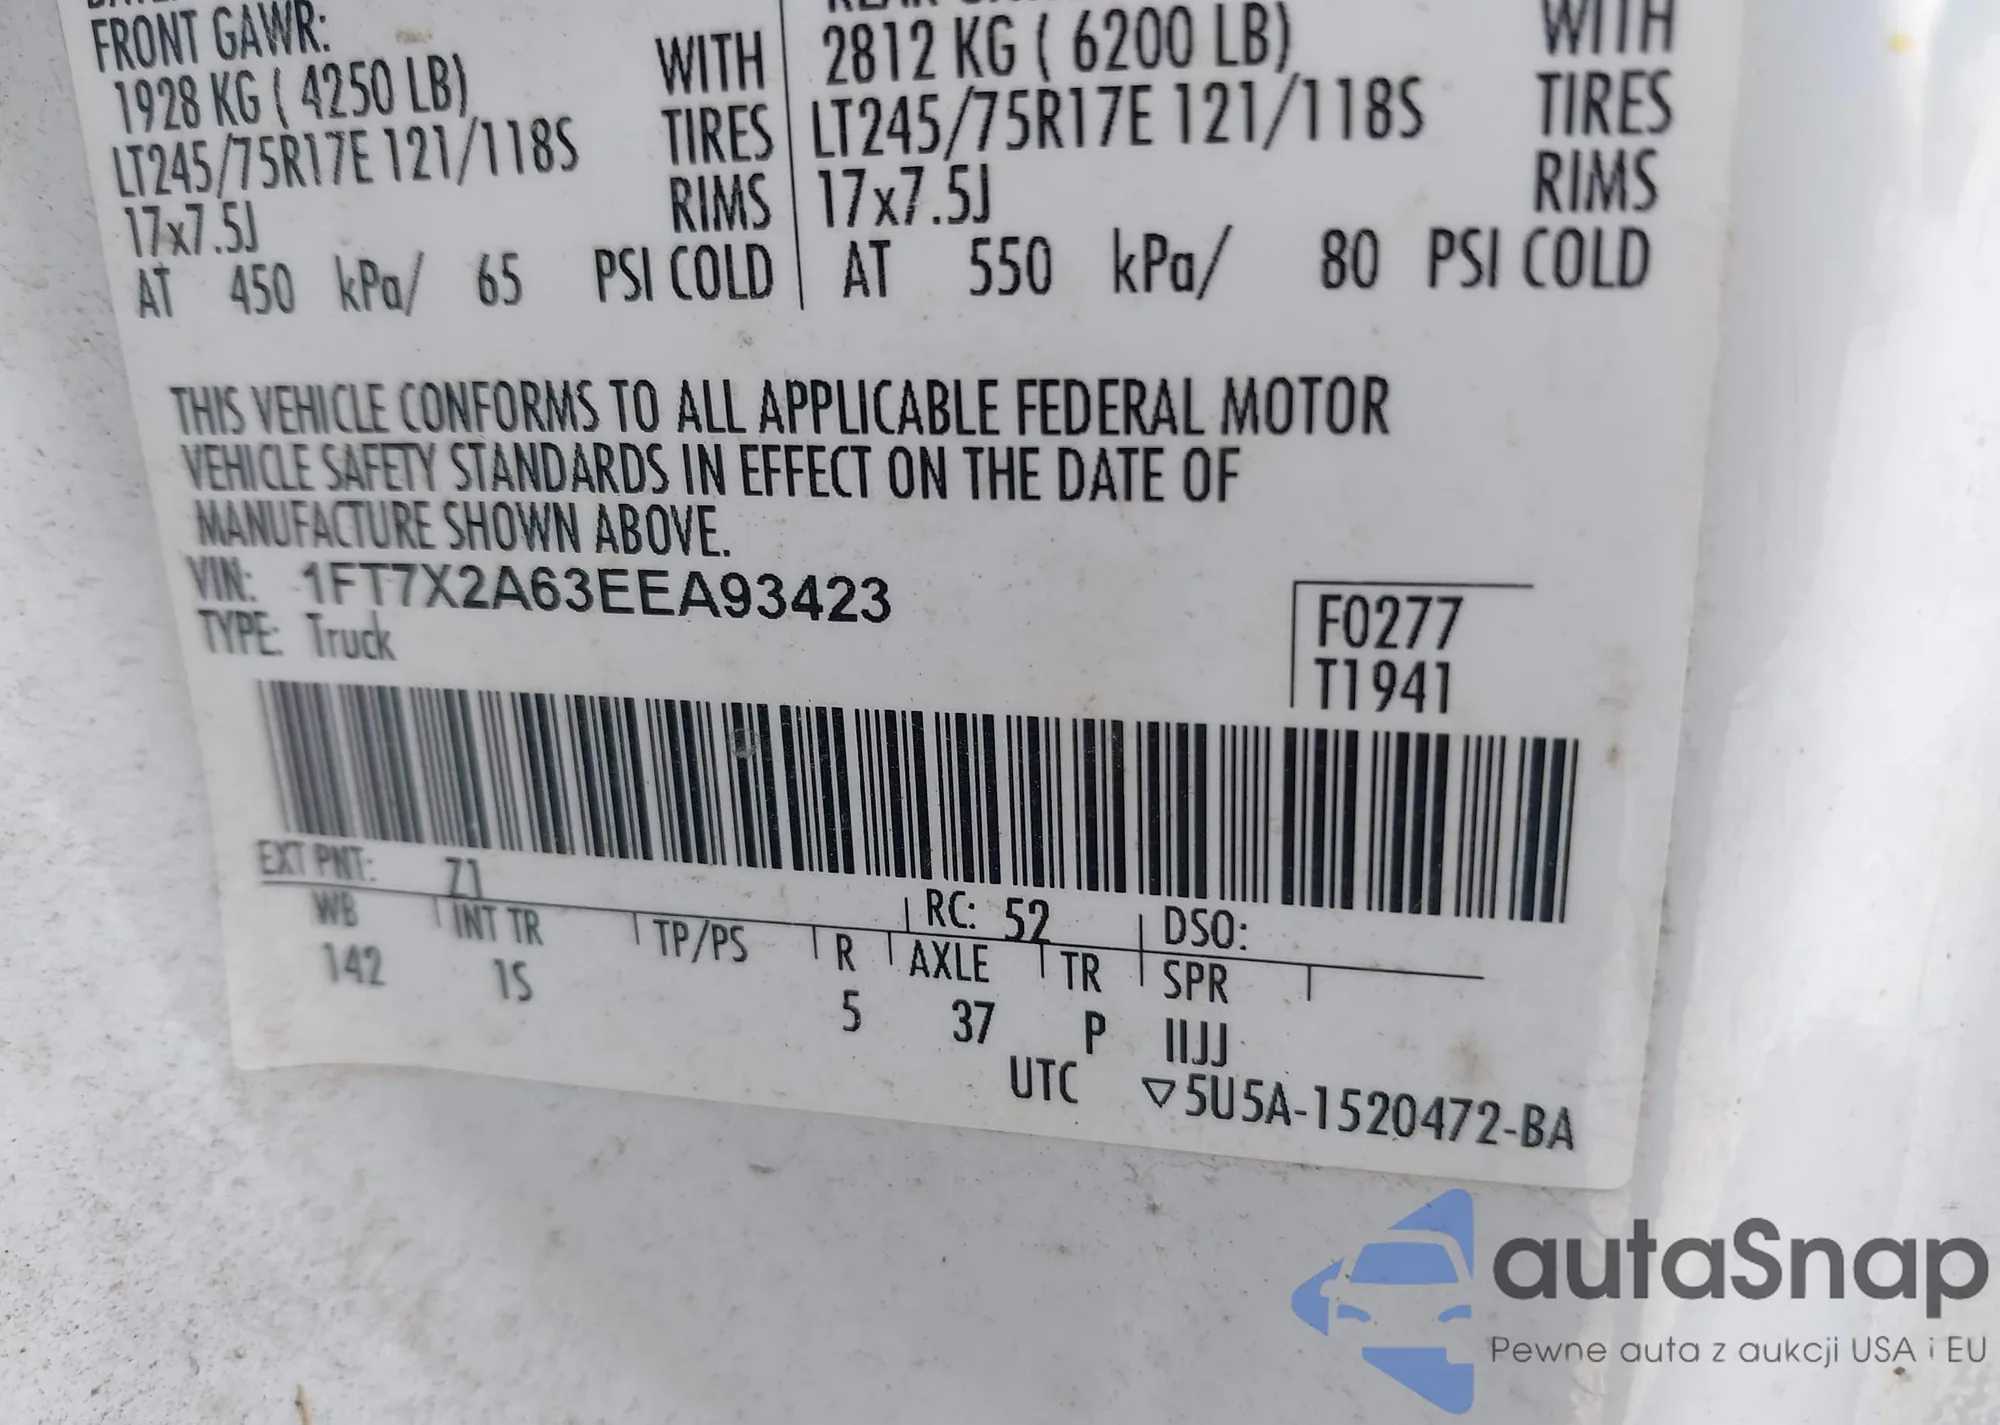 FRONT GAWR:
1928 KG ( 4250 LB) WITH
LT245/75R17E 121/118S TIRES
17x7.5J RIMS
AT 450 kPa/ 65 PSI COLD
2812 KG ( 6200 LB) WITH
LT245/75R17E 121/118S TIRES
17x7.5J RIMS
AT 550 kPa/ 80 PSI COLD
THIS VEHICLE CONFORMS TO ALL APPLICABLE FEDERAL MOTOR
VEHICLE SAFETY STANDARDS IN EFFECT ON THE DATE OF
MANUFACTURE SHOWN ABOVE.
VIN: 1FT7X2A63EEA93423
TYPE: Truck
F0277
T1941
EXT PNT: Z1 RC: 52 DSO:
WB INT TR TP/PS R AXLE TR SPR
142 1S 5 37 P IIJJ
UTC ▽5U5A-1520472-BA
autaSnap
Pewne auta z aukcji USA i EU